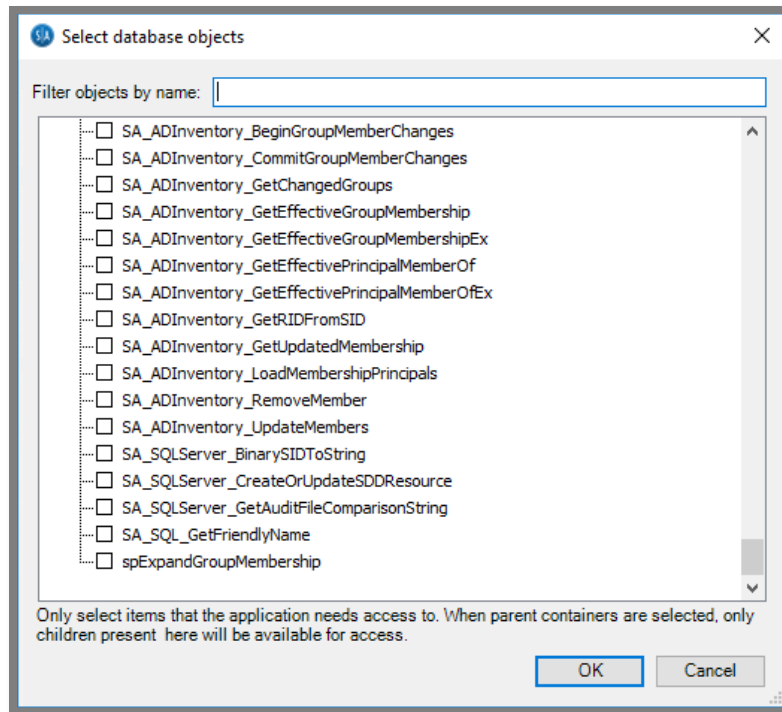 S|A Select database objects
Filter objects by name:
SA_ADInventory_BeginGroupMemberChanges
SA_ADInventory_CommitGroupMemberChanges
SA_ADInventory_GetChangedGroups
SA_ADInventory_GetEffectiveGroupMembership
SA_ADInventory_GetEffectiveGroupMembershipEx
SA_ADInventory_GetEffectivePrincipalMemberOf
SA_ADInventory_GetEffectivePrincipalMemberOfEx
SA_ADInventory_GetRIDFromSID
SA_ADInventory_GetUpdatedMembership
SA_ADInventory_LoadMembershipPrincipals
SA_ADInventory_RemoveMember
SA_ADInventory_UpdateMembers
SA_SQLServer_BinarySIDToString
SA_SQLServer_CreateOrUpdateSDDResource
SA_SQLServer_GetAuditFileComparisonString
SA_SQL_GetFriendlyName
spExpandGroupMembership
Only select items that the application needs access to. When parent containers are selected, only
children present here will be available for access.
OK Cancel